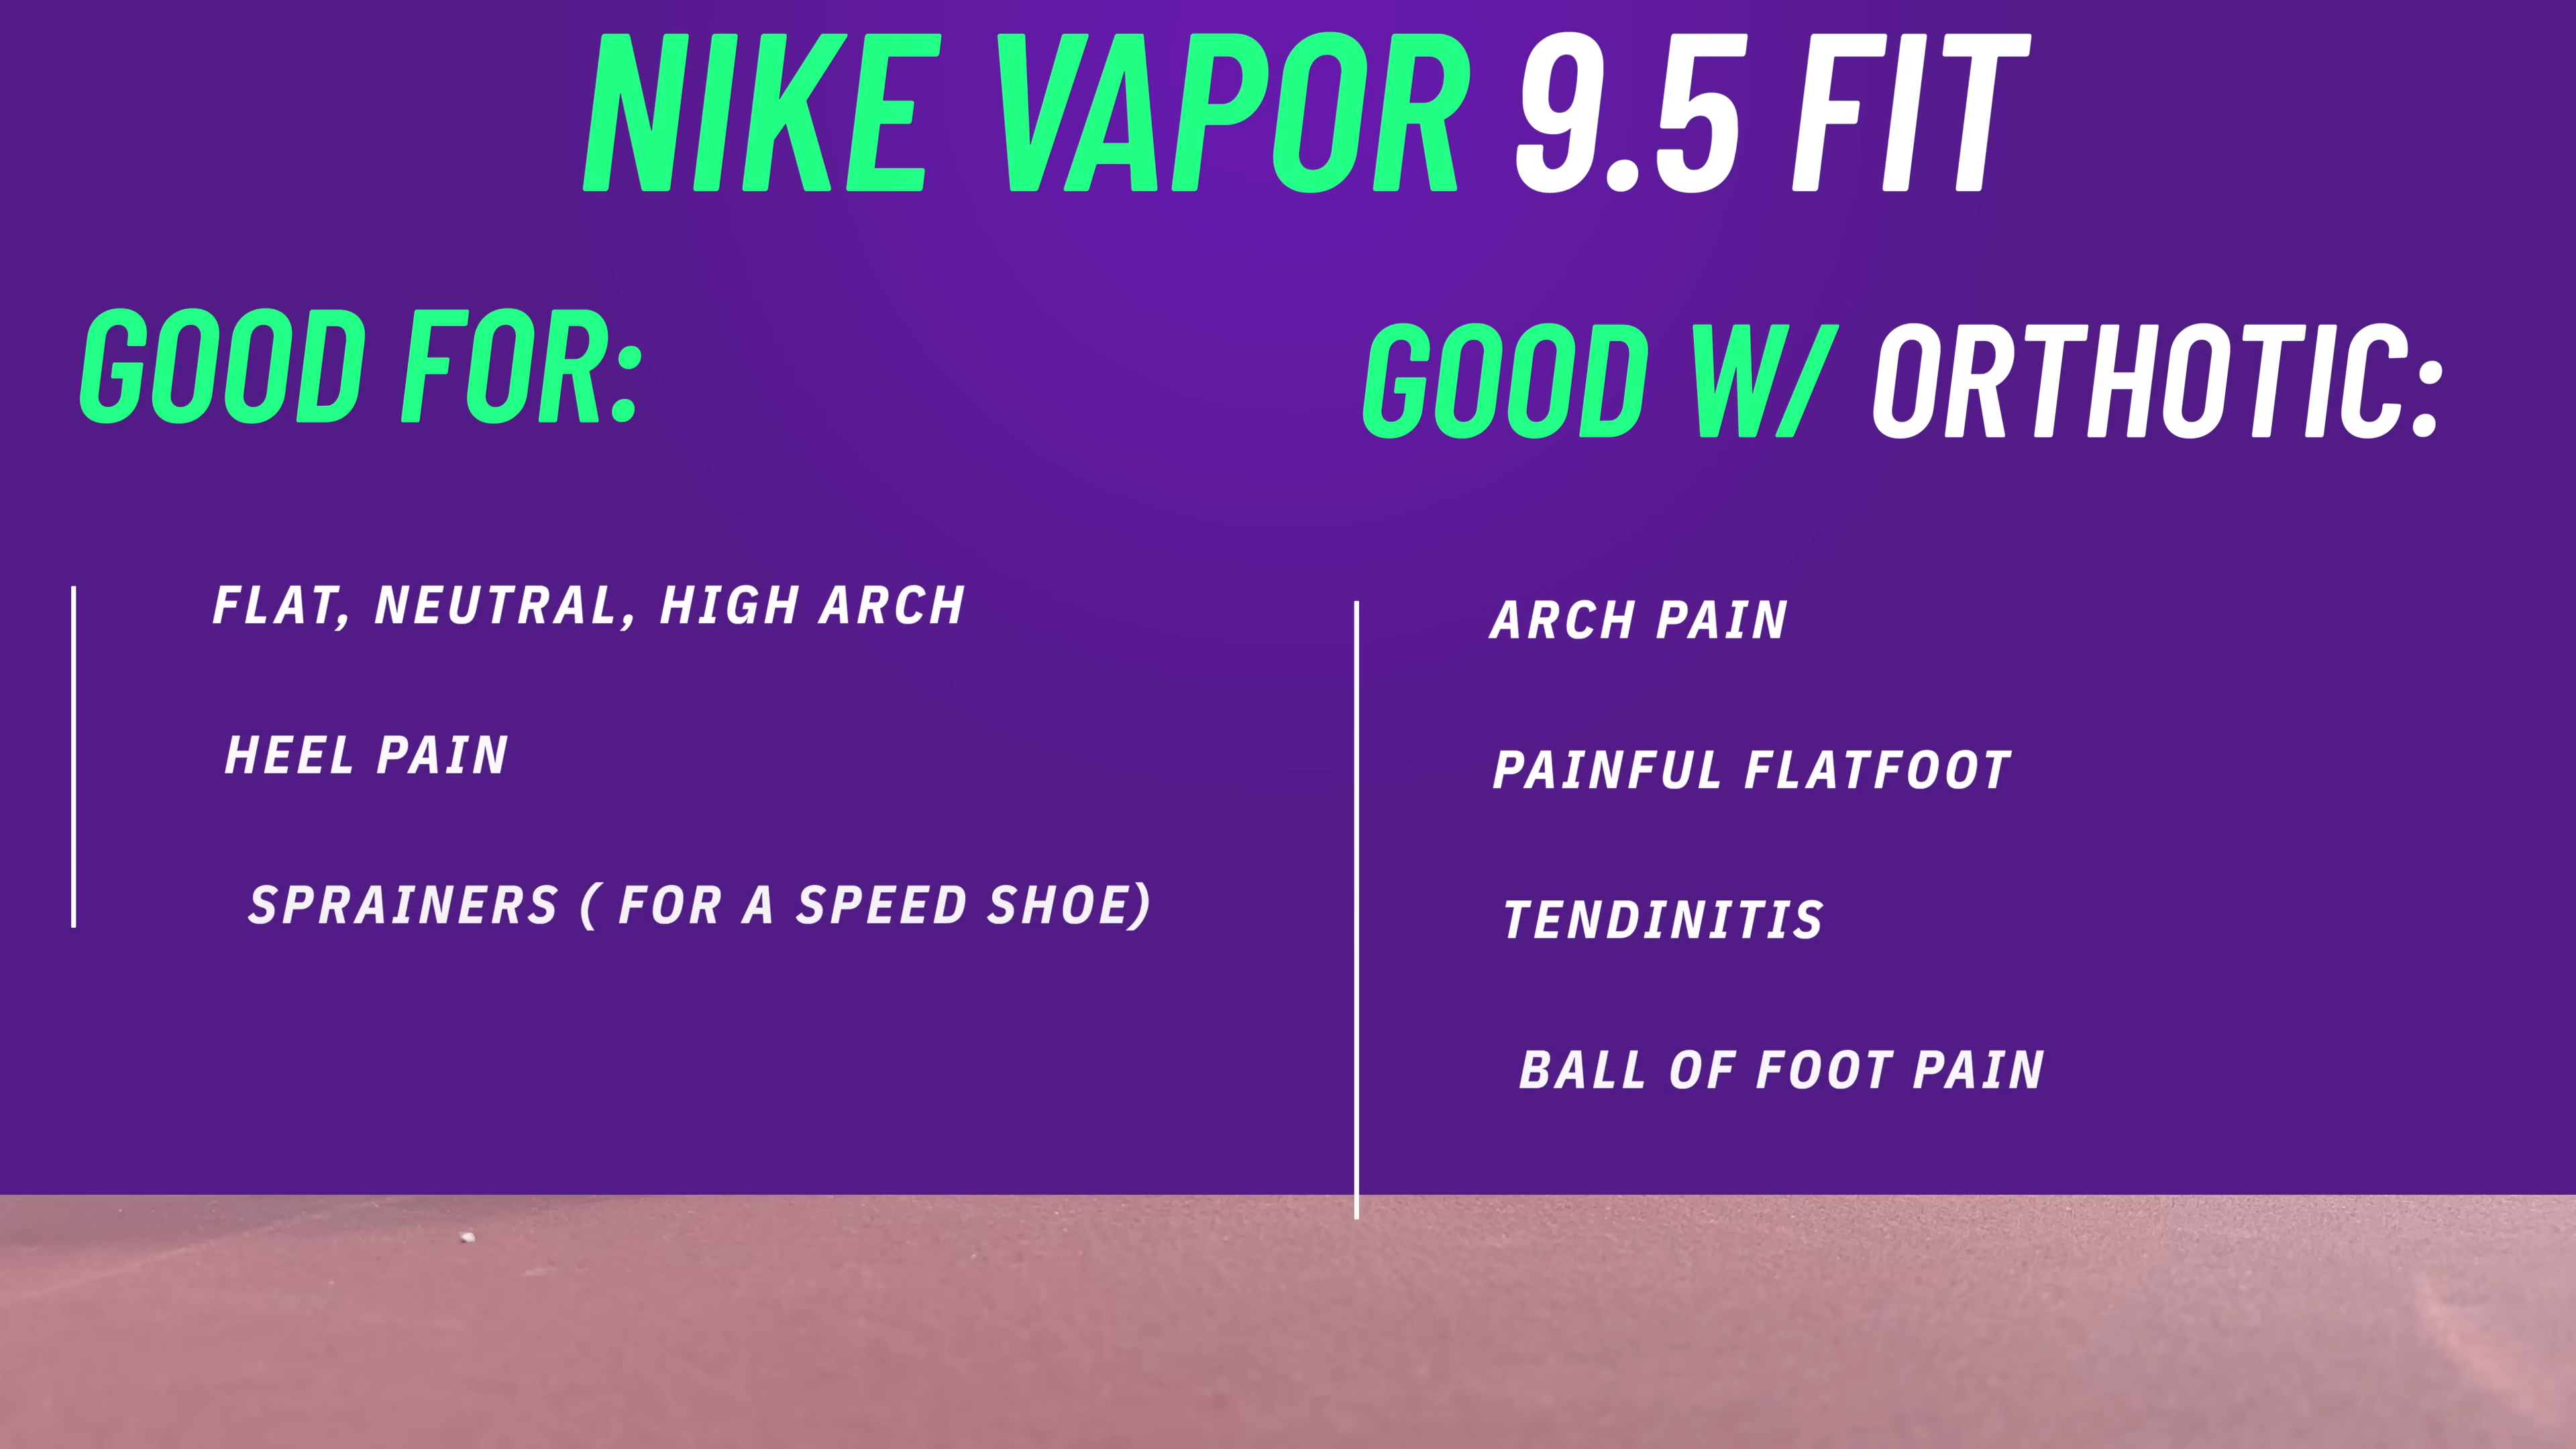 NIKE VAPOR 9.5 FIT
GOOD FOR:
FLAT, NEUTRAL, HIGH ARCH
HEEL PAIN
SPRAINERS ( FOR A SPEED SHOE)
GOOD W/ ORTHOTIC:
ARCH PAIN
PAINFUL FLATFOOT
TENDINITIS
BALL OF FOOT PAIN